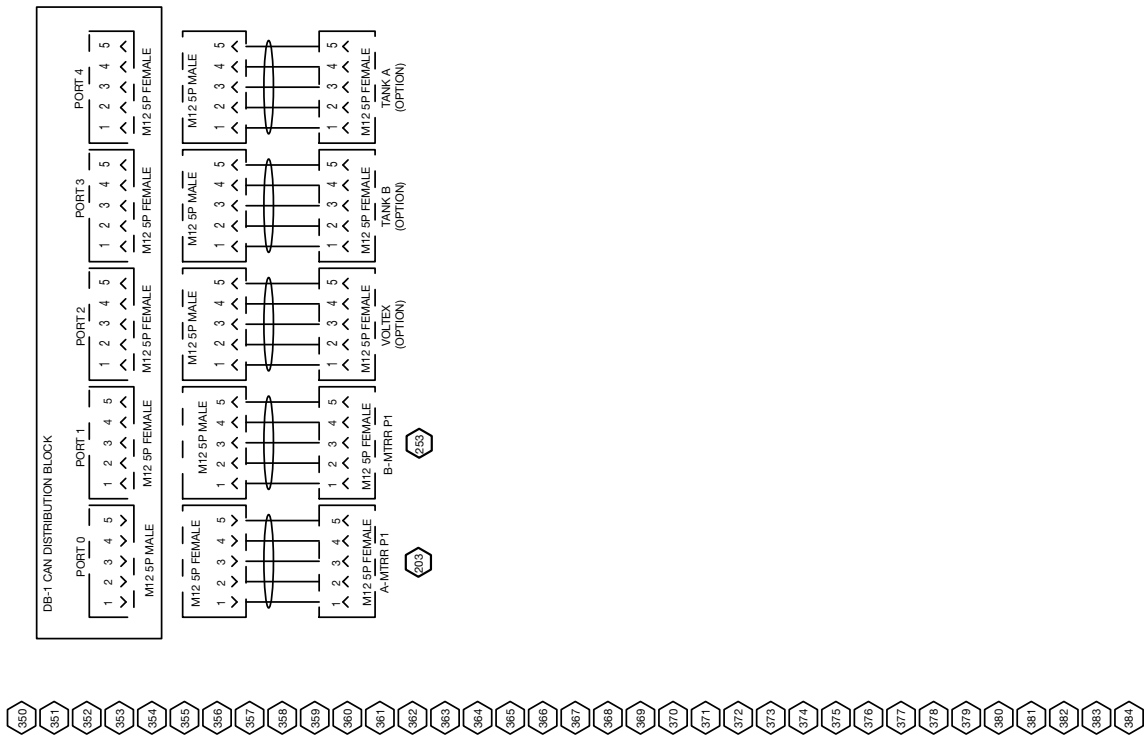 350
351
352
353
354
355
356
357
358
359
360
361
362
363
364
365
366
367
368
369
370
371
372
373
374
375
376
377
378
379
380
381
382
383
384
DB-1 CAN DISTRIBUTION BLOCK
PORT 0
1 2 3 4 5
M12 5P MALE
PORT 1
1 2 3 4 5
M12 5P FEMALE
PORT 2
1 2 3 4 5
M12 5P FEMALE
PORT 3
1 2 3 4 5
M12 5P FEMALE
PORT 4
1 2 3 4 5
M12 5P FEMALE
M12 5P FEMALE
1 2 3 4 5
M12 5P MALE
1 2 3 4 5
M12 5P MALE
1 2 3 4 5
M12 5P MALE
1 2 3 4 5
M12 5P MALE
1 2 3 4 5
1 2 3 4 5
M12 5P FEMALE
A-MTRR P1
203
1 2 3 4 5
M12 5P FEMALE
B-MTRR P1
253
1 2 3 4 5
M12 5P FEMALE
VOLTEX
(OPTION)
1 2 3 4 5
M12 5P FEMALE
TANK B
(OPTION)
1 2 3 4 5
M12 5P FEMALE
TANK A
(OPTION)